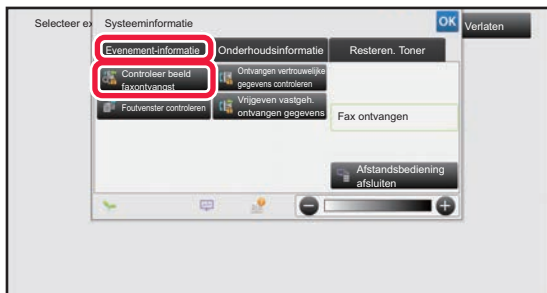 Selecteer ex
Systeeminformatie
OK
Verlaten
Evenement-informatie
Onderhoudsinformatie
Resteren. Toner
Controleer beeld
faxontvangst
Ontvangen vertrouwelijke
gegevens controleren
Foutvenster controleren
Vrijgeven vastgeh.
ontvangen gegevens
Fax ontvangen
Afstandsbediening
afsluiten